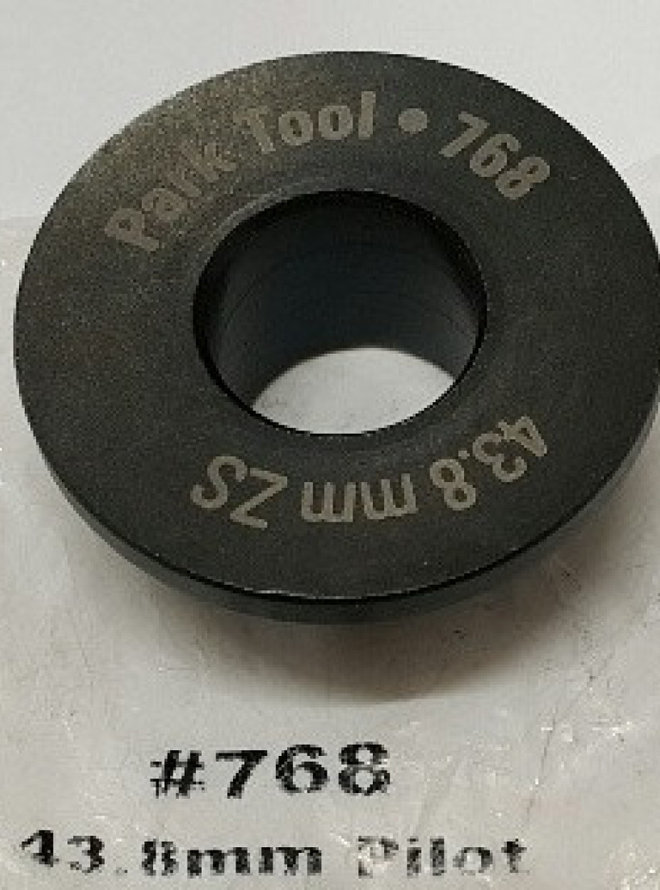 Park Tool • 768
43.8 mm ZS
#768
43.8mm Pilot